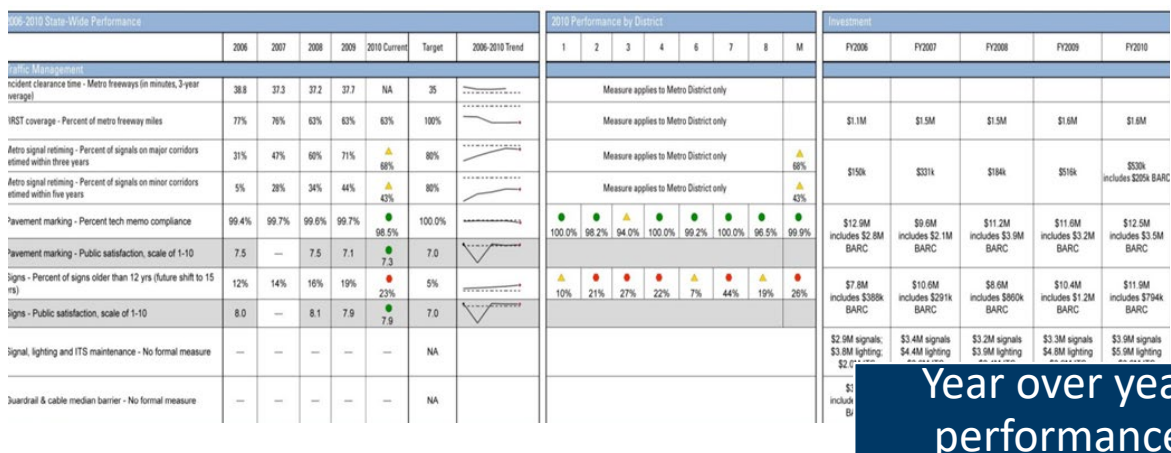 2006-2010 State-Wide Performance 2010 Performance by District Investment
2006 2007 2008 2009 2010 Current Target 2006-2010 Trend 1 2 3 4 6 7 8 M FY2006 FY2007 FY2008 FY2009 FY2010
Traffic Management
Incident clearance time - Metro freeways (in minutes, 3-year
average) 38.8 37.3 37.2 37.7 NA 35 Measure applies to Metro District only
FIRST coverage - Percent of metro freeway miles 77% 76% 63% 63% 63% 100% Measure applies to Metro District only $1.1M $1.5M $1.5M $1.6M $1.6M
Metro signal retiming - Percent of signals on major corridors
retimed within three years 31% 47% 60% 71% 68% 80% Measure applies to Metro District only 68%
$150k $331k $184k $516k $530k
includes $205k BARC
Metro signal retiming - Percent of signals on minor corridors
retimed within five years 5% 28% 34% 44% 43% 80% Measure applies to Metro District only 43%
Pavement marking - Percent tech memo compliance 99.4% 99.7% 99.6% 99.7% 98.5% 100.0% 100.0% 98.2% 94.0% 100.0% 99.2% 100.0% 96.5% 99.9%
$12.9M $9.6M $11.2M $11.6M $12.5M
includes $2.8M includes $2.1M includes $3.9M includes $3.2M includes $3.5M
BARC BARC BARC BARC BARC
Pavement marking - Public satisfaction, scale of 1-10 7.5 — 7.5 7.1 7.3 7.0
Signs - Percent of signs older than 12 yrs (future shift to 15
yrs) 12% 14% 16% 19% 23% 5% 10% 21% 27% 22% 7% 44% 19% 26%
$7.8M $10.6M $8.6M $10.4M $11.9M
includes $388k includes $291k includes $860k includes $1.2M includes $794k
BARC BARC BARC BARC BARC
Signs - Public satisfaction, scale of 1-10 8.0 — 8.1 7.9 7.9 7.0
Signal, lighting and ITS maintenance - No formal measure — — — — — NA
$2.9M signals; $3.4M signals $3.2M signals $3.3M signals $3.9M signals
$3.8M lighting; $4.4M lighting $3.9M lighting $4.8M lighting $5.9M lighting
Guardrail & cable median barrier - No formal measure — — — — — NA
Year over yea
performance